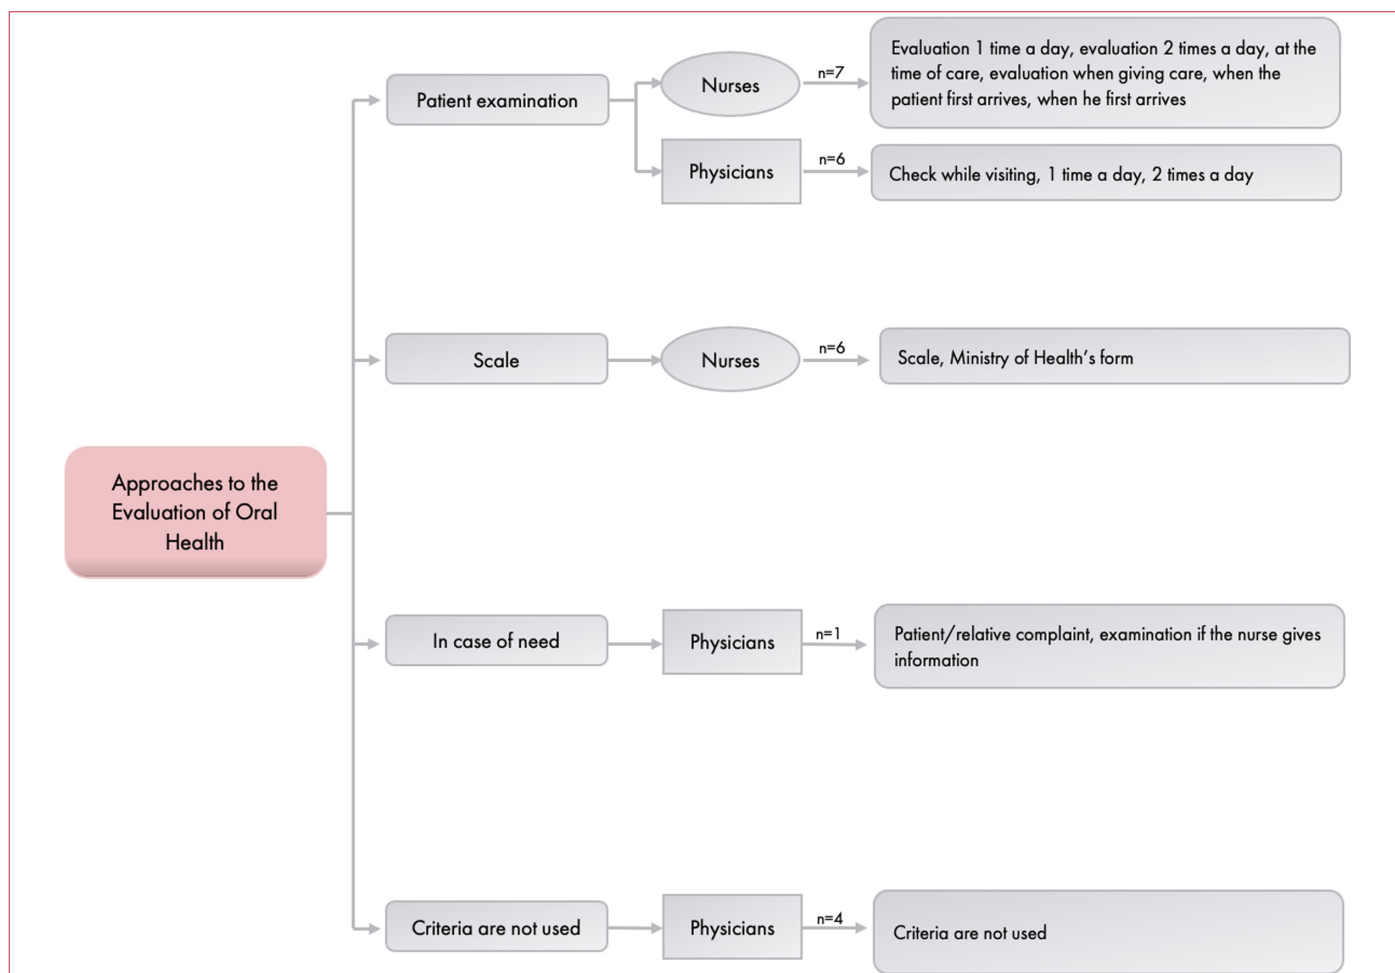 Evaluation 1 time a day, evaluation 2 times a day, at the
time of care, evaluation when giving care, when the
patient first arrives, when he first arrives
Patient examination
Nurses
n=7
Physicians
n=6
Check while visiting, 1 time a day, 2 times a day
Scale
Nurses
n=6
Scale, Ministry of Health's form
Approaches to the
Evaluation of Oral
Health
In case of need
Physicians
n=1
Patient/relative complaint, examination if the nurse gives
information
Criteria are not used
Physicians
n=4
Criteria are not used